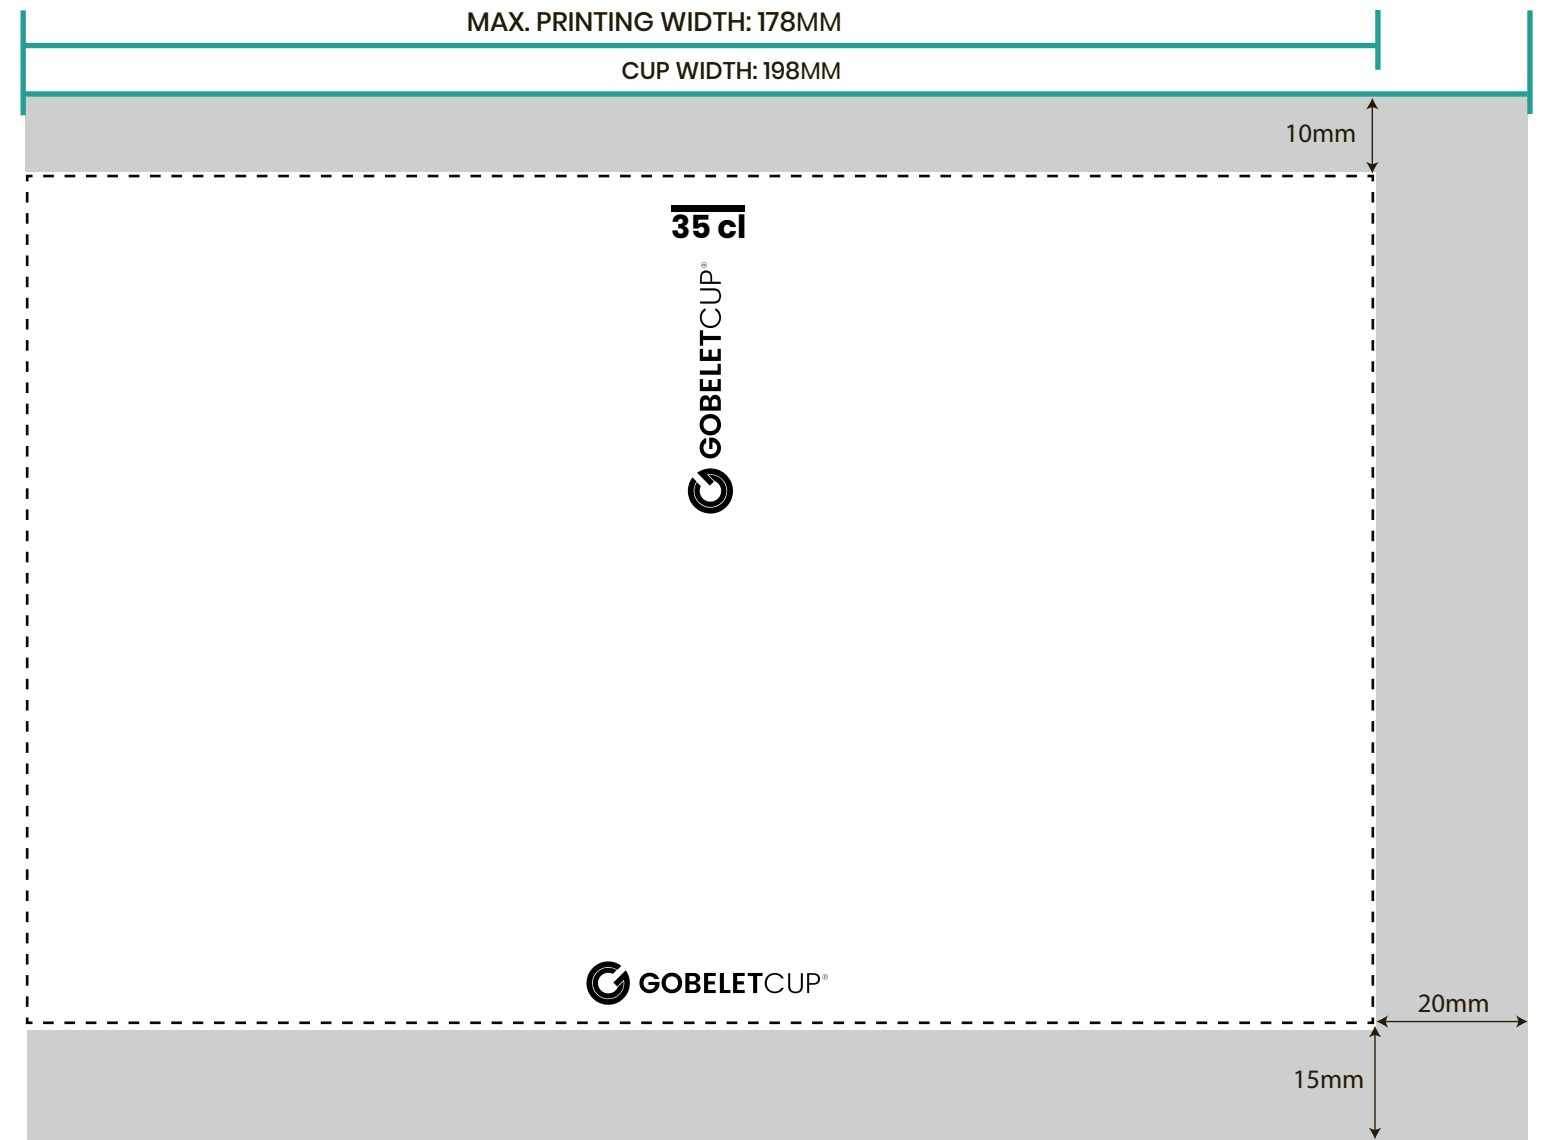 MAX. PRINTING WIDTH: 178MM
CUP WIDTH: 198MM
10mm
35 cl
GOBELETCUP®
GOBELETCUP®
20mm
15mm